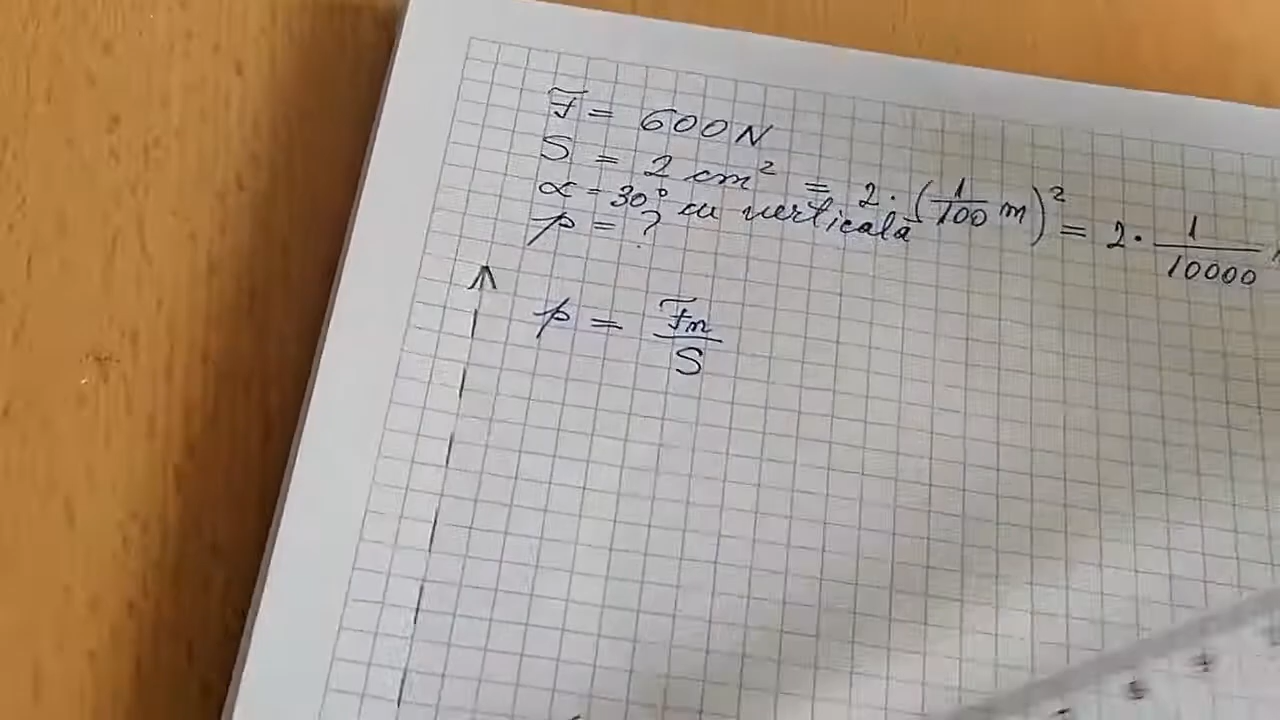 F = 600 N
S = 2 cm² = 2 · (1/100 m)² = 2 · 1/10000
α = 30° cu verticala
p = ?
p = Fn/S